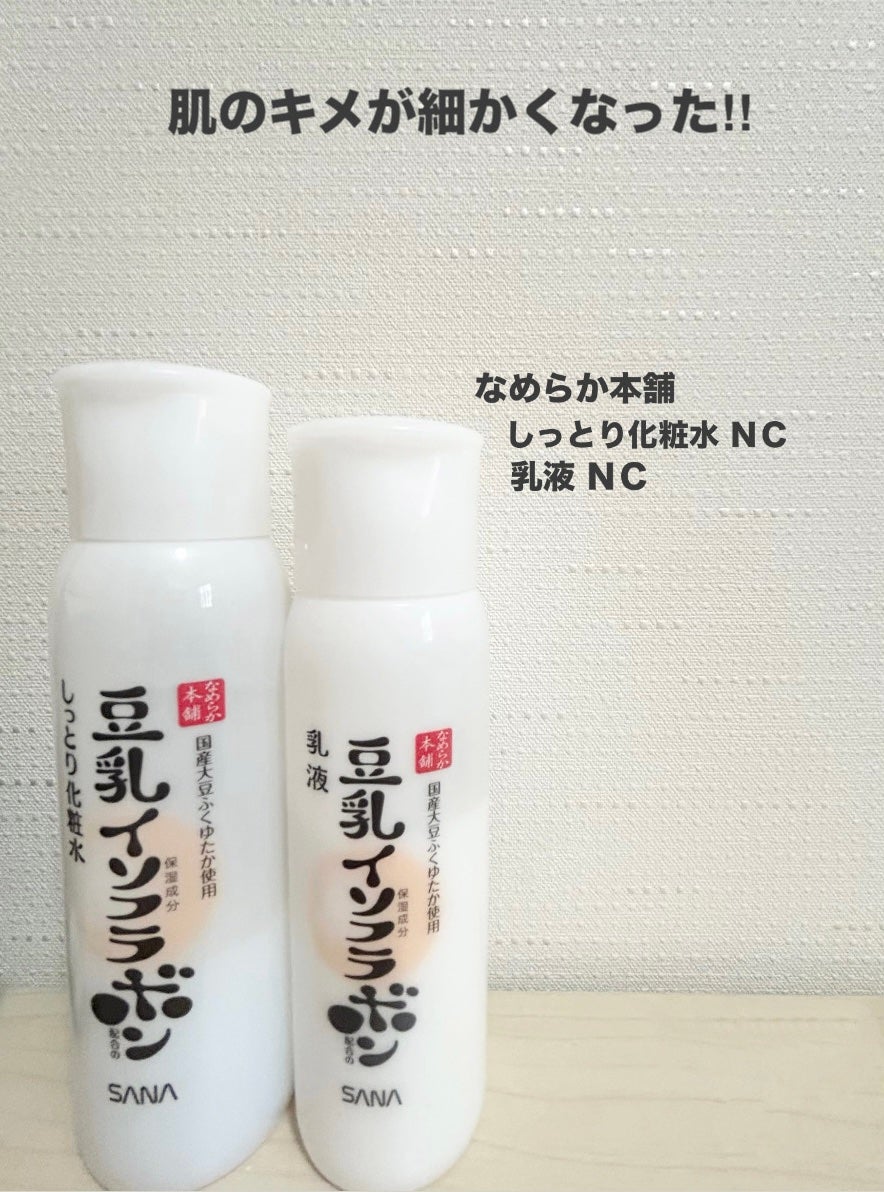 肌のキメが細かくなった!!
なめらか本舗
しっとり化粧水 NC
乳液 NC
なめらか
本舗
国産大豆ふくゆたか使用
保湿成分
豆乳イソフラボン
配合の
しっとり化粧水
SANA
なめらか
本舗
国産大豆ふくゆたか使用
保湿成分
豆乳イソフラボン
配合の
乳液
SANA